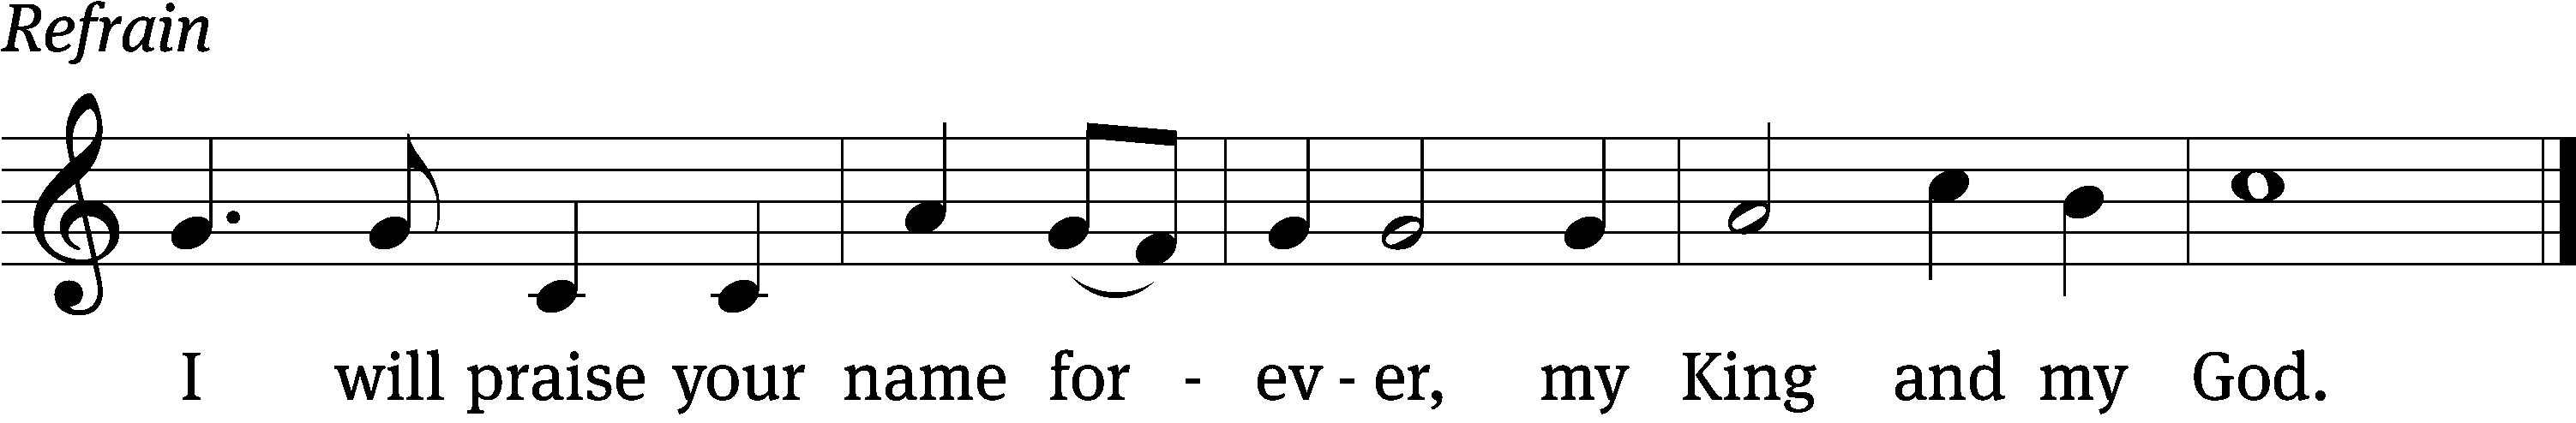 Refrain
I will praise your name for - ev - er, my King and my God.